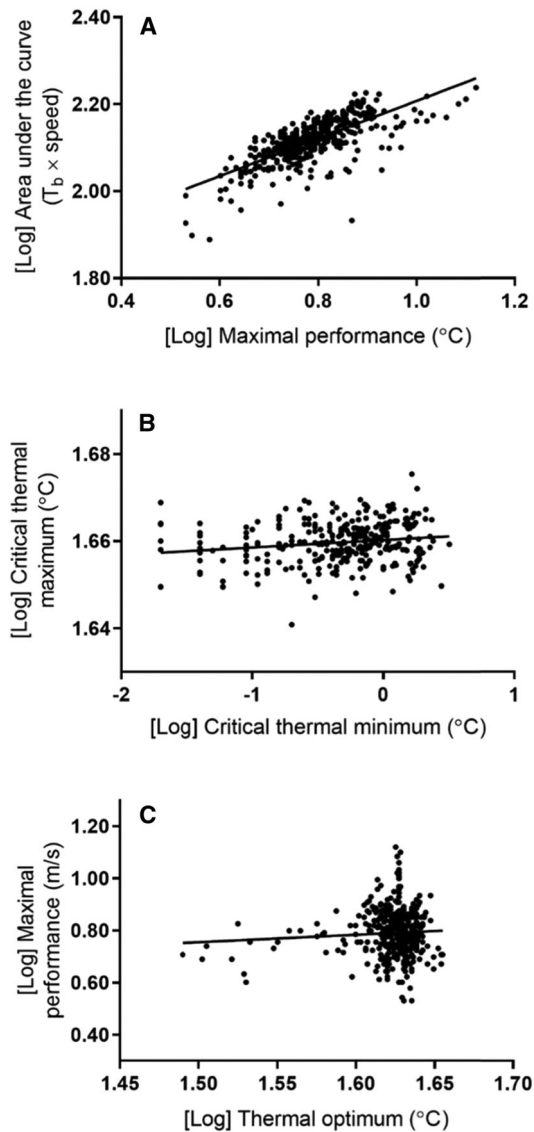 A
2.40
2.20
2.00
1.80
[Log] Area under the curve
(Tb × speed)
0.4 0.6 0.8 1.0 1.2
[Log] Maximal performance (°C)
B
1.68
1.66
1.64
[Log] Critical thermal
maximum (°C)
-2 -1 0 1
[Log] Critical thermal minimum (°C)
C
1.20
1.00
0.80
0.60
0.40
[Log] Maximal
performance (m/s)
1.45 1.50 1.55 1.60 1.65 1.70
[Log] Thermal optimum (°C)